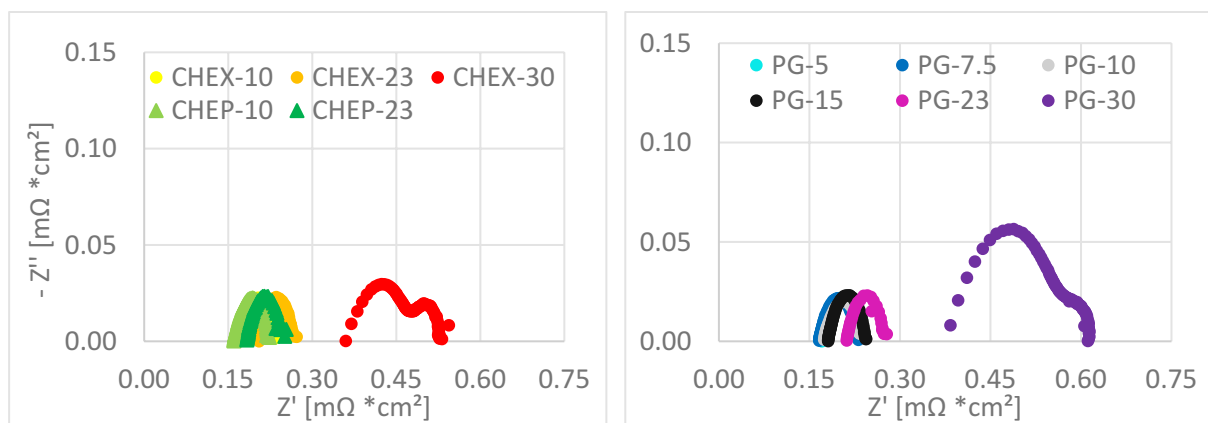 0.15
CHEX-10 CHEX-23 CHEX-30
CHEP-10 CHEP-23
0.10
0.05
0.00
0.00 0.15 0.30 0.45 0.60 0.75
- Z'' [mΩ *cm²]
Z' [mΩ *cm²]
0.15
PG-5 PG-7.5 PG-10
PG-15 PG-23 PG-30
0.10
0.05
0.00
0.00 0.15 0.30 0.45 0.60 0.75
Z' [mΩ *cm²]